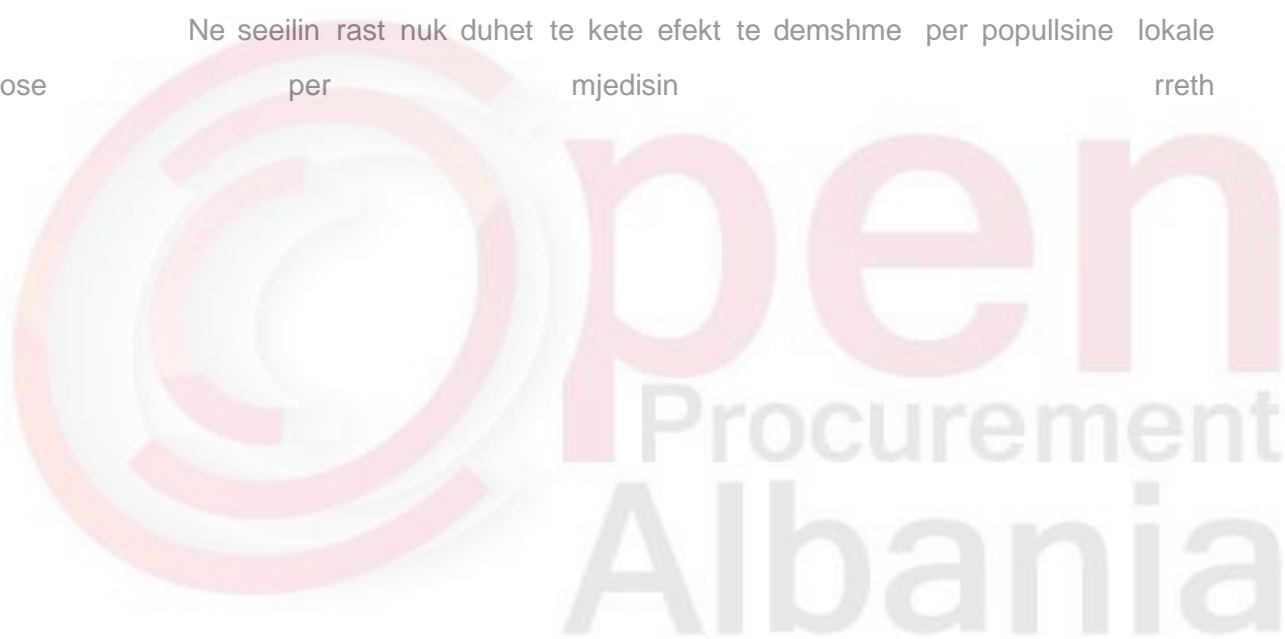 Ne seeilin rast nuk duhet te kete efekt te demshme per popullsine lokale
ose per mjedisin rreth
Open
Procurement
Albania